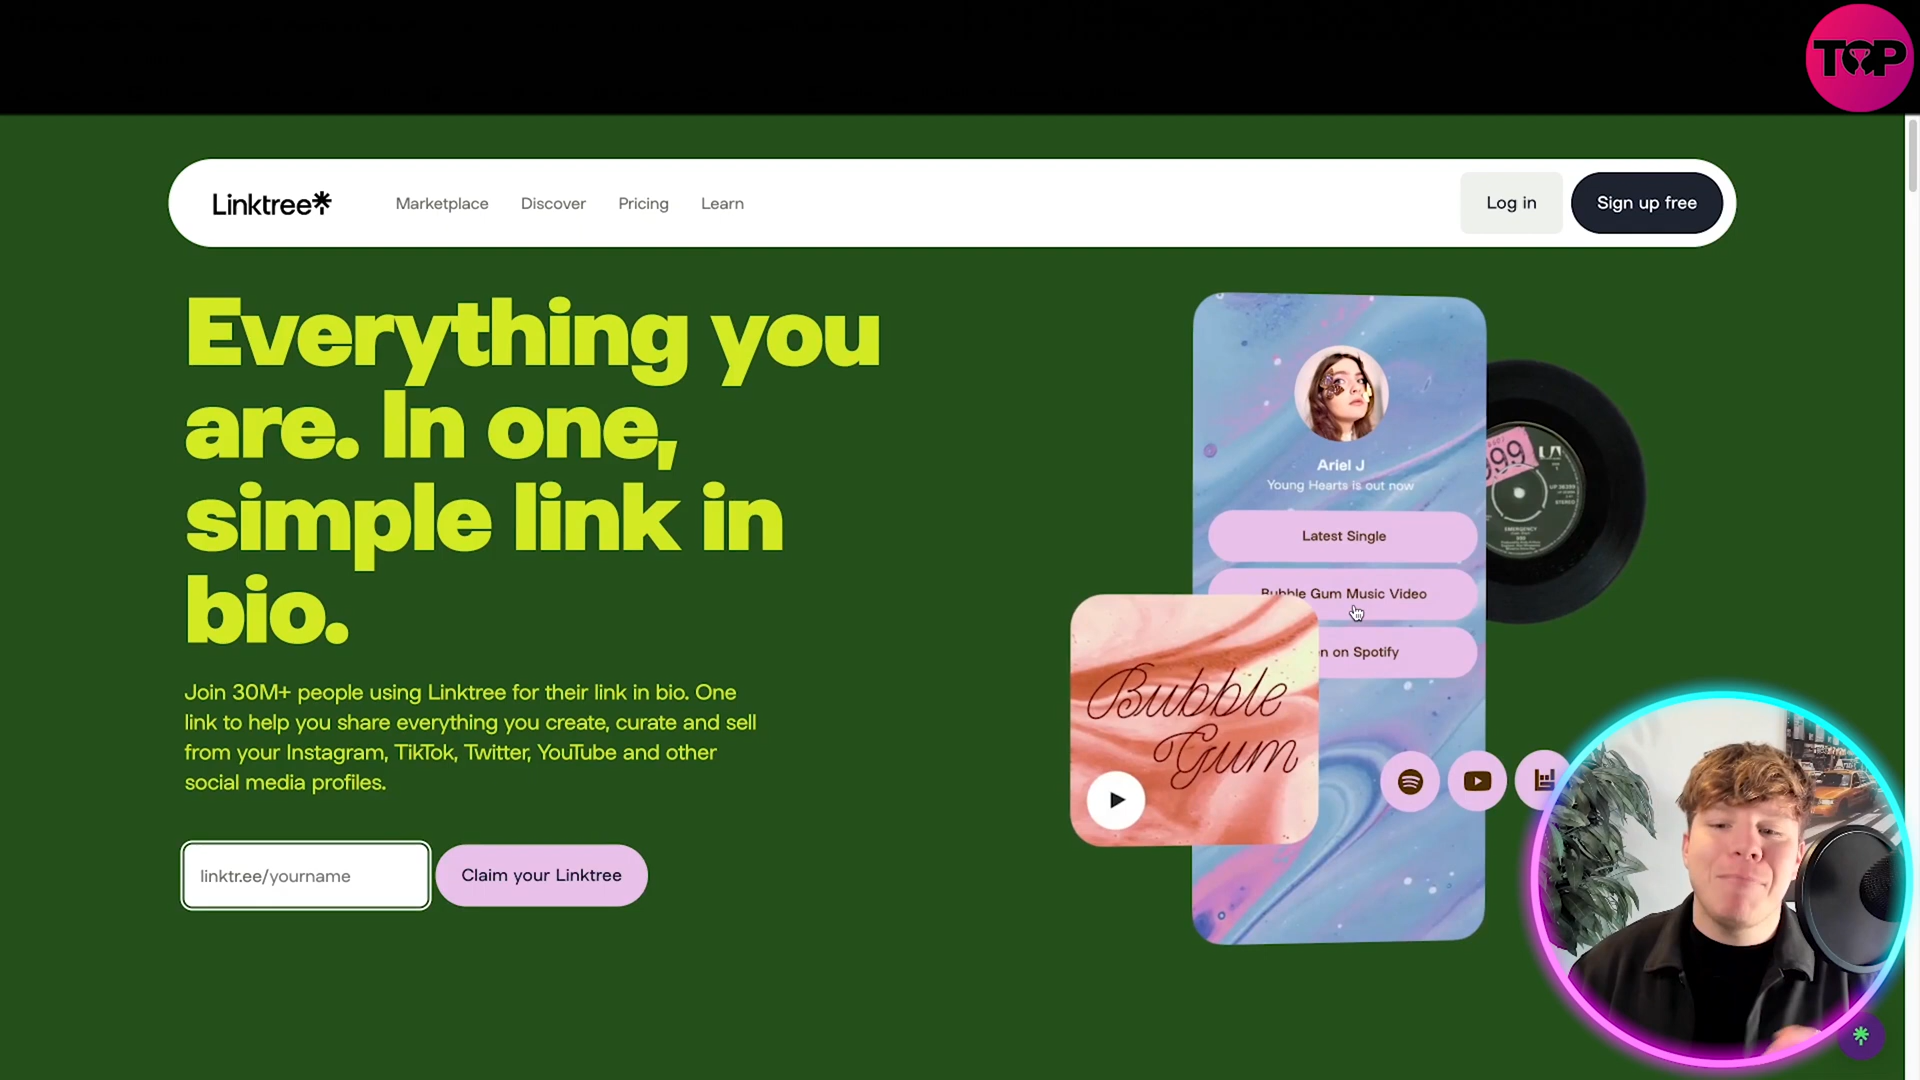 TOP
Linktree*
Marketplace
Discover
Pricing
Learn
Log in
Sign up free
Everything you
are. In one,
simple link in
bio.
Join 30M+ people using Linktree for their link in bio. One
link to help you share everything you create, curate and sell
from your Instagram, TikTok, Twitter, YouTube and other
social media profiles.
linktr.ee/yourname
Claim your Linktree
Ariel J
Young Hearts is out now
Latest Single
Bubble Gum Music Video
n on Spotify
Bubble
Gum
99
EMERGENCY